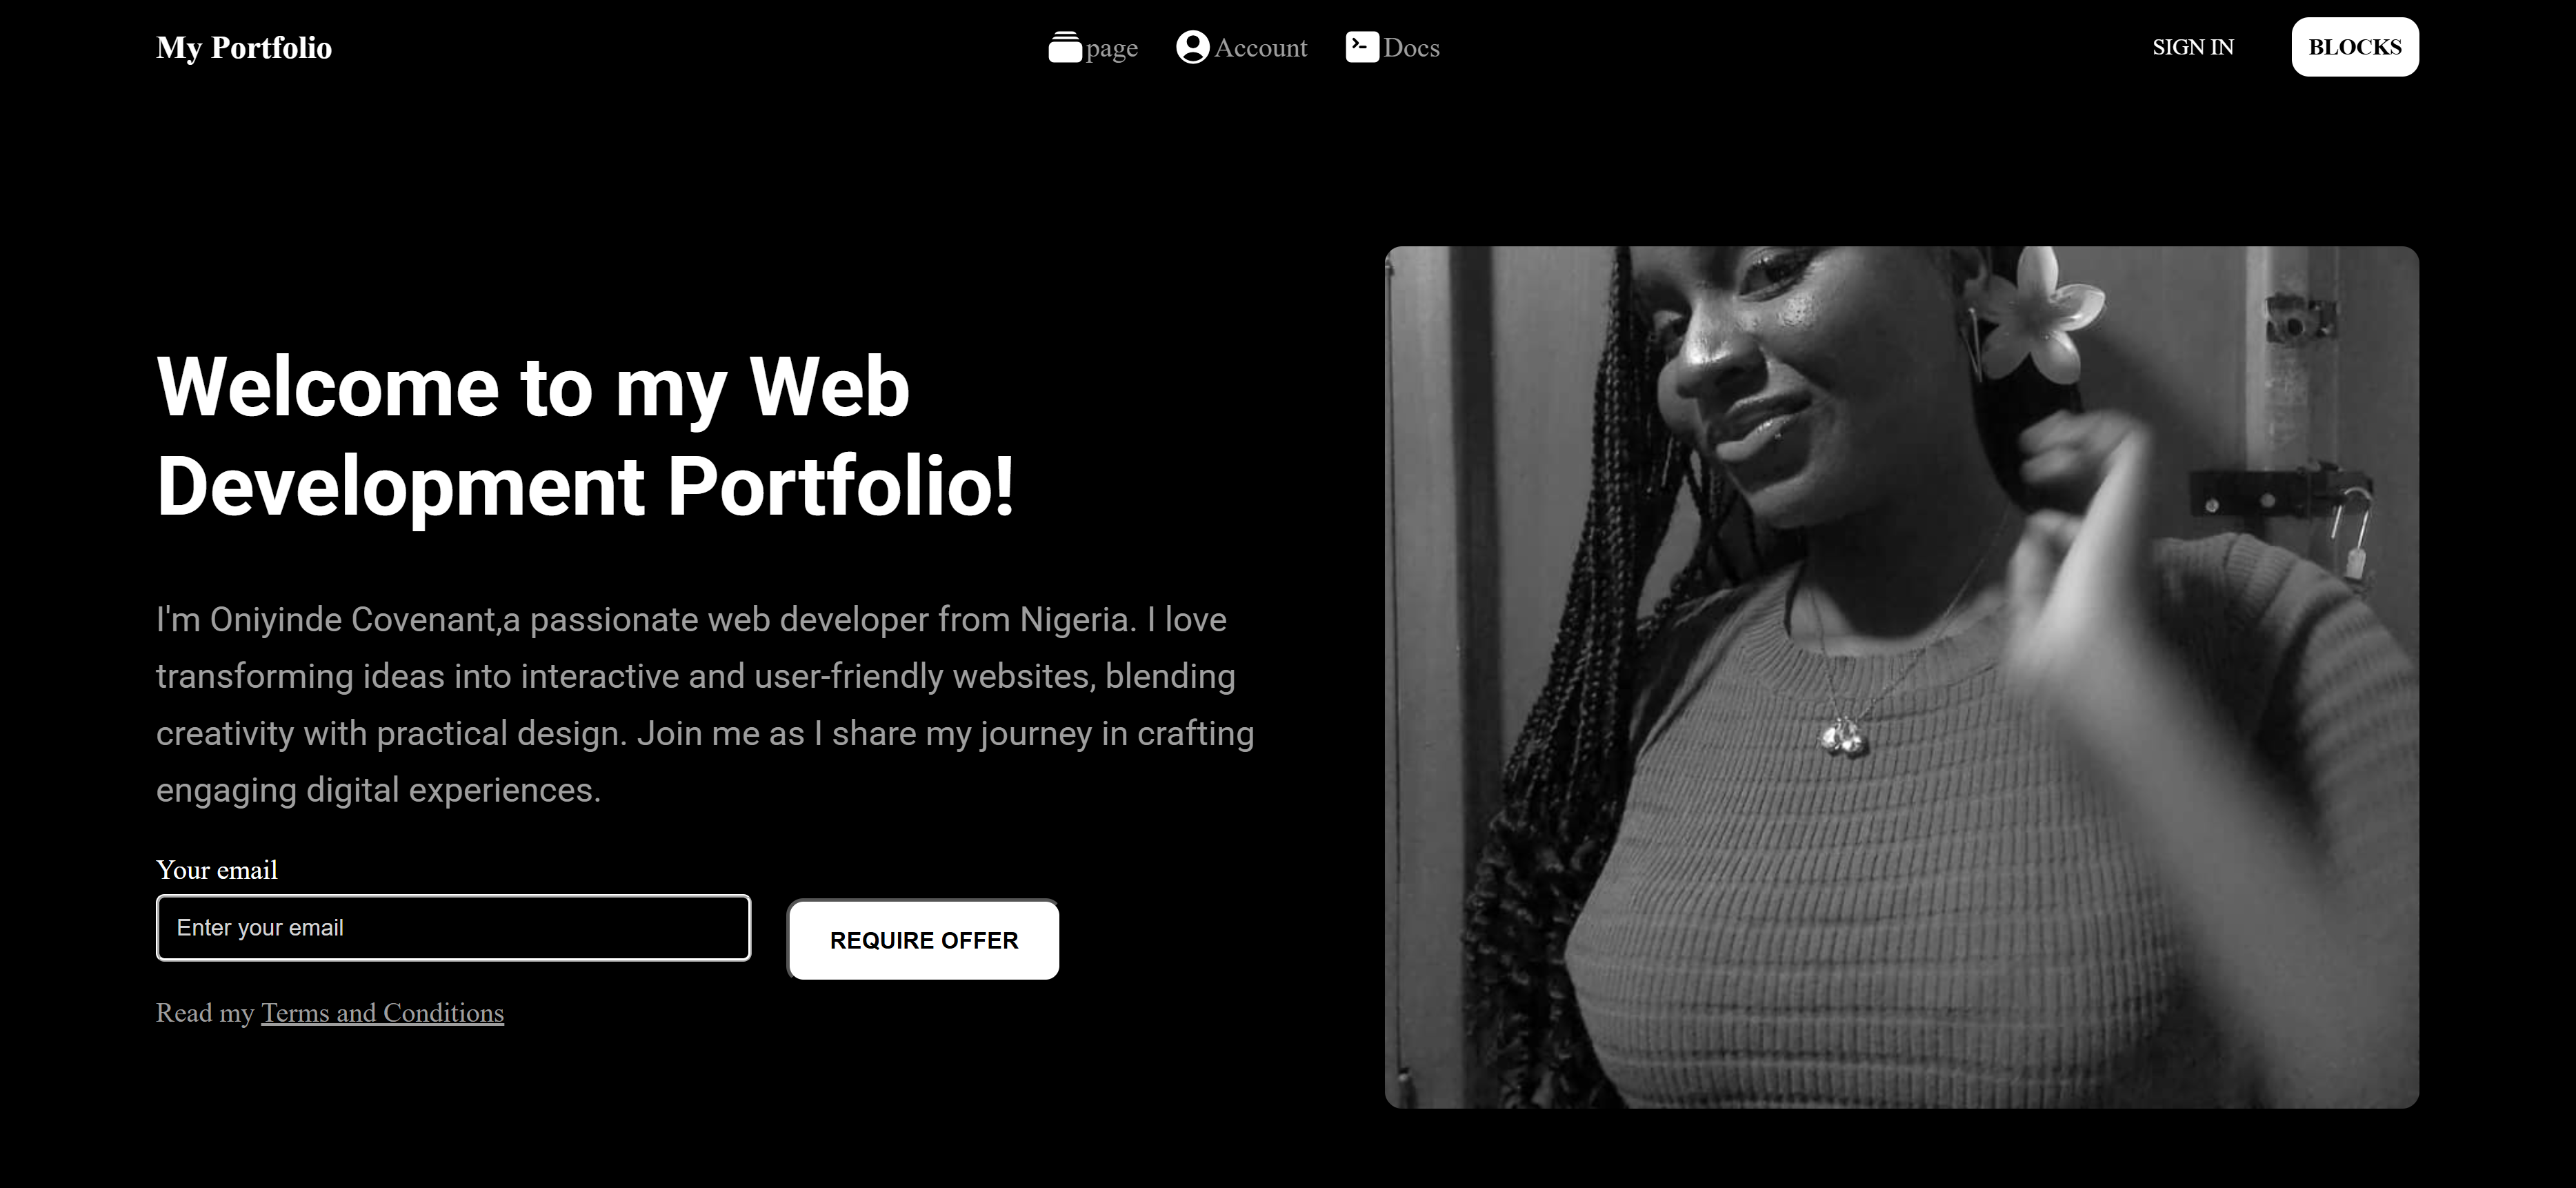 My Portfolio
page Account Docs
SIGN IN BLOCKS
Welcome to my Web
Development Portfolio!
I'm Oniyinde Covenant,a passionate web developer from Nigeria. I love
transforming ideas into interactive and user-friendly websites, blending
creativity with practical design. Join me as I share my journey in crafting
engaging digital experiences.
Your email
Enter your email
REQUIRE OFFER
Read my Terms and Conditions